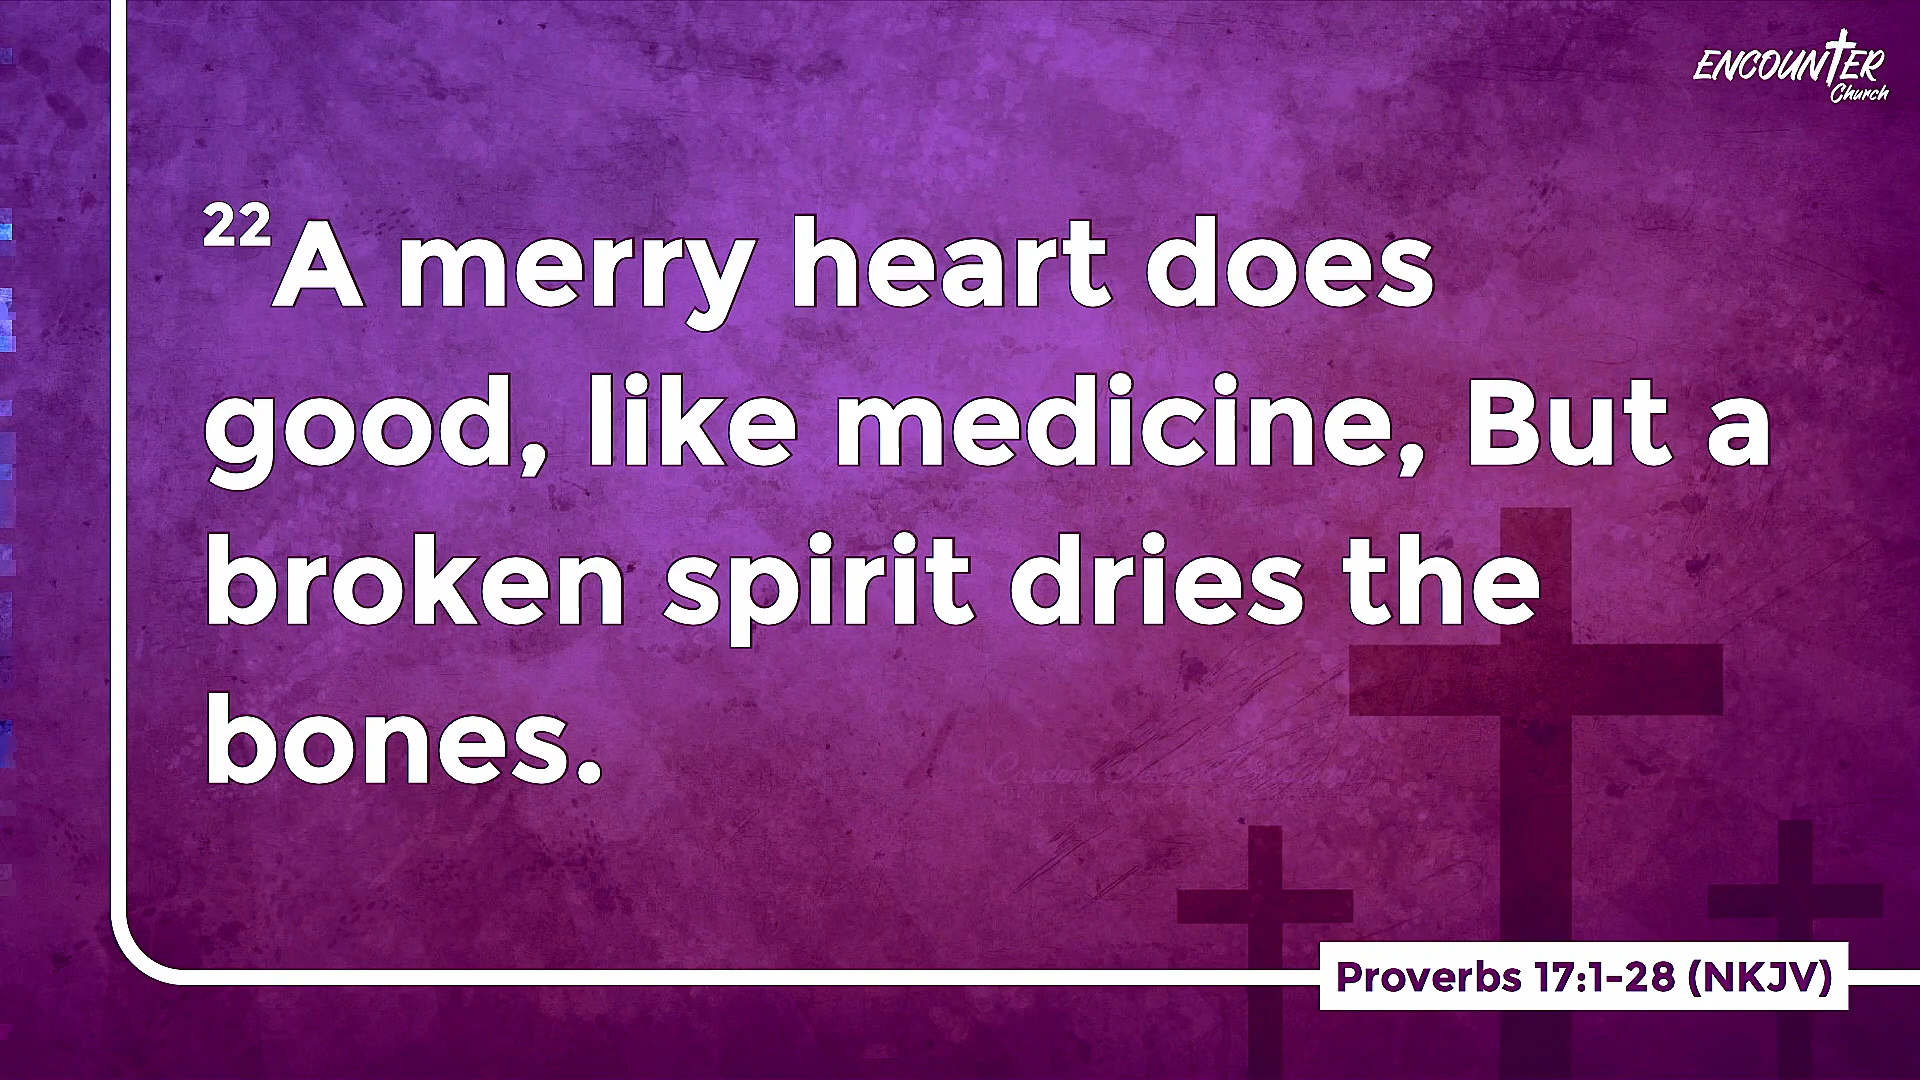 ENCOUNTER
Church
22A merry heart does
good, like medicine, But a
broken spirit dries the
bones.
Proverbs 17:1-28 (NKJV)